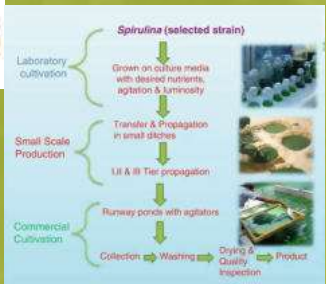 Spirulina (selected strain)
Laboratory
cultivation
Grown on culture media
with desired nutrients,
agitation & luminosity
Small Scale
Production
Transfer & Propagation
in small ditches
I,II & III Tier propagation
Commercial
Cultivation
Runway ponds with agitators
Collection
Washing
Drying &
Quality
Inspection
Product